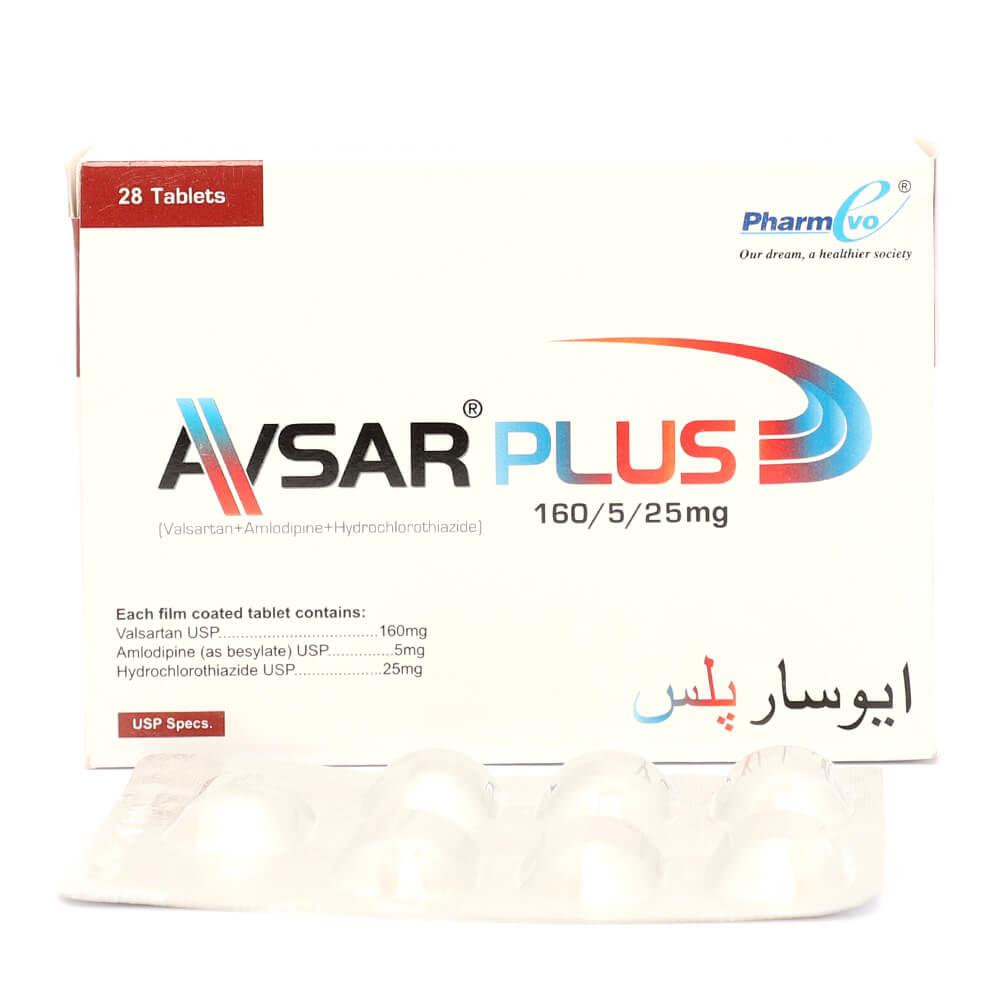 28 Tablets
PharmEvo®
Our dream, a healthier society
AVSAR® PLUS
160/5/25mg
(Valsartan+Amlodipine+Hydrochlorothiazide)
Each film coated tablet contains:
Valsartan USP.....................................160mg
Amlodipine (as besylate) USP...............5mg
Hydrochlorothiazide USP....................25mg
ایوسار پلس
USP Specs.